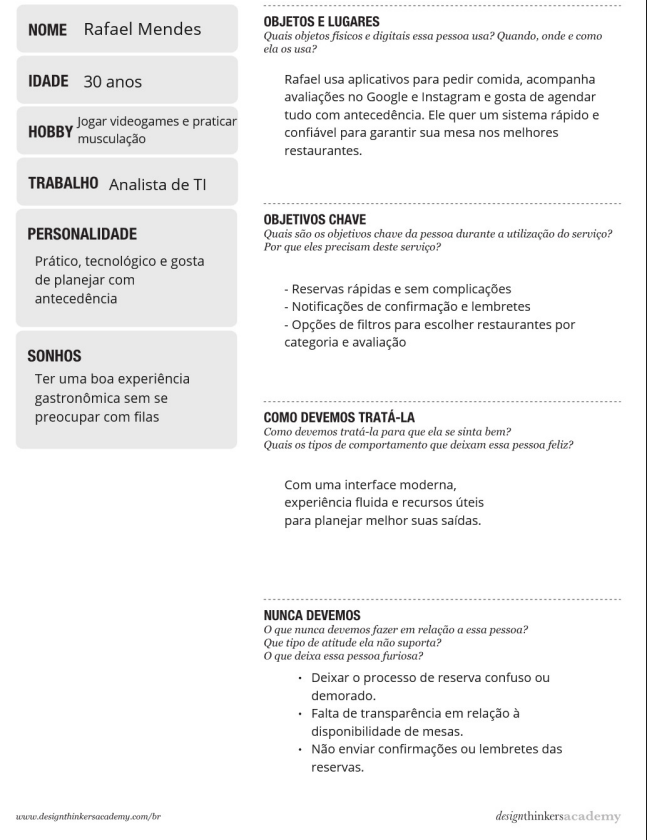 NOME Rafael Mendes
IDADE 30 anos
HOBBY Jogar videogames e praticar
musculação
TRABALHO Analista de TI
PERSONALIDADE
Prático, tecnológico e gosta
de planejar com
antecedência
SONHOS
Ter uma boa experiência
gastronômica sem se
preocupar com filas
OBJETOS E LUGARES
Quais objetos físicos e digitais essa pessoa usa? Quando, onde e como
ela os usa?
Rafael usa aplicativos para pedir comida, acompanha
avaliações no Google e Instagram e gosta de agendar
tudo com antecedência. Ele quer um sistema rápido e
confiável para garantir sua mesa nos melhores
restaurantes.
OBJETIVOS CHAVE
Quais são os objetivos chave da pessoa durante a utilização do serviço?
Por que eles precisam deste serviço?
- Reservas rápidas e sem complicações
- Notificações de confirmação e lembretes
- Opções de filtros para escolher restaurantes por
categoria e avaliação
COMO DEVEMOS TRATÁ-LA
Como devemos tratá-la para que ela se sinta bem?
Quais os tipos de comportamento que deixam essa pessoa feliz?
Com uma interface moderna,
experiência fluida e recursos úteis
para planejar melhor suas saídas.
NUNCA DEVEMOS
O que nunca devemos fazer em relação a essa pessoa?
Que tipo de atitude ela não suporta?
O que deixa essa pessoa furiosa?
• Deixar o processo de reserva confuso ou
demorado.
• Falta de transparência em relação à
disponibilidade de mesas.
• Não enviar confirmações ou lembretes das
reservas.
www.designthinkersacademy.com/br
designthinkersacademy